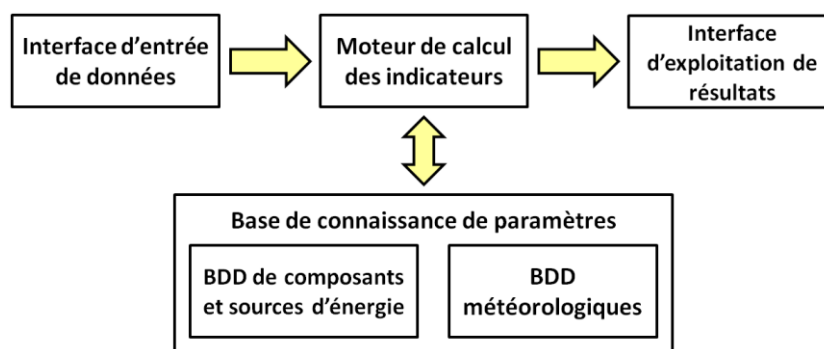 Interface d'entrée
de données
Moteur de calcul
des indicateurs
Interface
d'exploitation de
résultats
Base de connaissance de paramètres
BDD de composants
et sources d'énergie
BDD
météorologiques